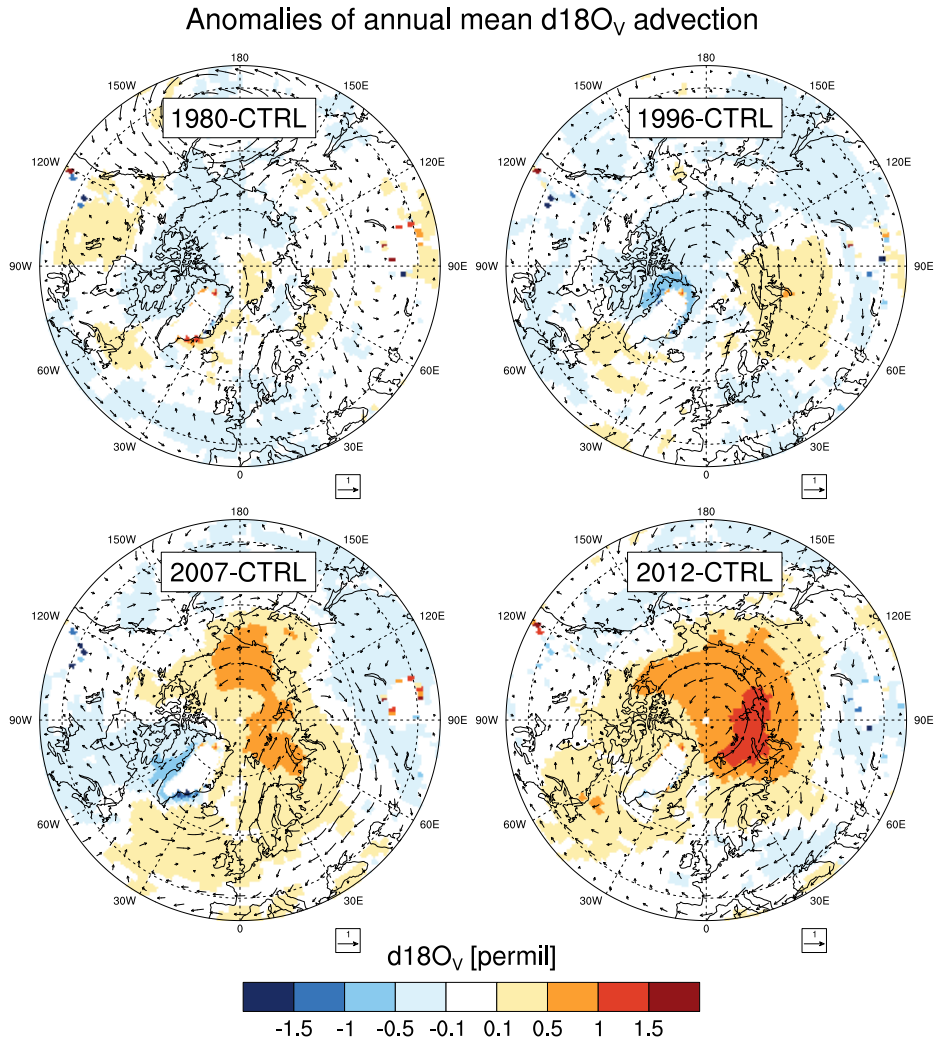 Anomalies of annual mean d18O_V advection
180
150W
150E
1980-CTRL
120W
120E
90W
90E
60W
60E
30W
30E
0
1
180
150W
150E
1996-CTRL
120W
120E
90W
90E
60W
60E
30W
30E
0
1
180
150W
150E
2007-CTRL
120W
120E
90W
90E
60W
60E
30W
30E
0
1
180
150W
150E
2012-CTRL
120W
120E
90W
90E
60W
60E
30W
30E
0
1
d18O_V [permil]
-1.5 -1 -0.5 -0.1 0.1 0.5 1 1.5